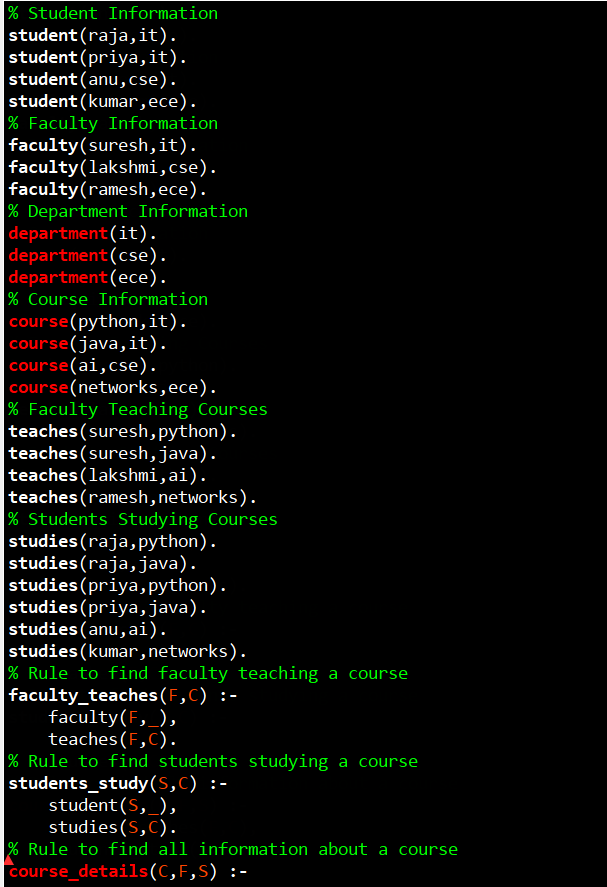 % Student Information
student(raja,it).
student(priya,it).
student(anu,cse).
student(kumar,ece).
% Faculty Information
faculty(suresh,it).
faculty(lakshmi,cse).
faculty(ramesh,ece).
% Department Information
department(it).
department(cse).
department(ece).
% Course Information
course(python,it).
course(java,it).
course(ai,cse).
course(networks,ece).
% Faculty Teaching Courses
teaches(suresh,python).
teaches(suresh,java).
teaches(lakshmi,ai).
teaches(ramesh,networks).
% Students Studying Courses
studies(raja,python).
studies(raja,java).
studies(priya,python).
studies(priya,java).
studies(anu,ai).
studies(kumar,networks).
% Rule to find faculty teaching a course
faculty_teaches(F,C) :-
    faculty(F,_),
    teaches(F,C).
% Rule to find students studying a course
students_study(S,C) :-
    student(S,_),
    studies(S,C).
% Rule to find all information about a course
course_details(C,F,S) :-